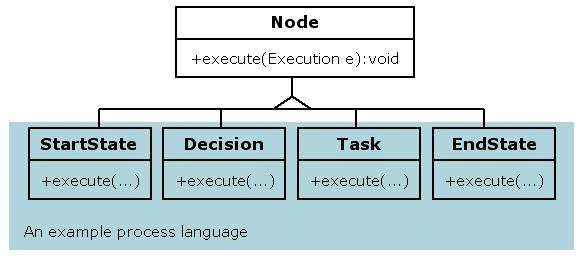 Node
+execute(Execution e):void
StartState
Decision
Task
EndState
+execute(...)
+execute(...)
+execute(...)
+execute(...)
An example process language